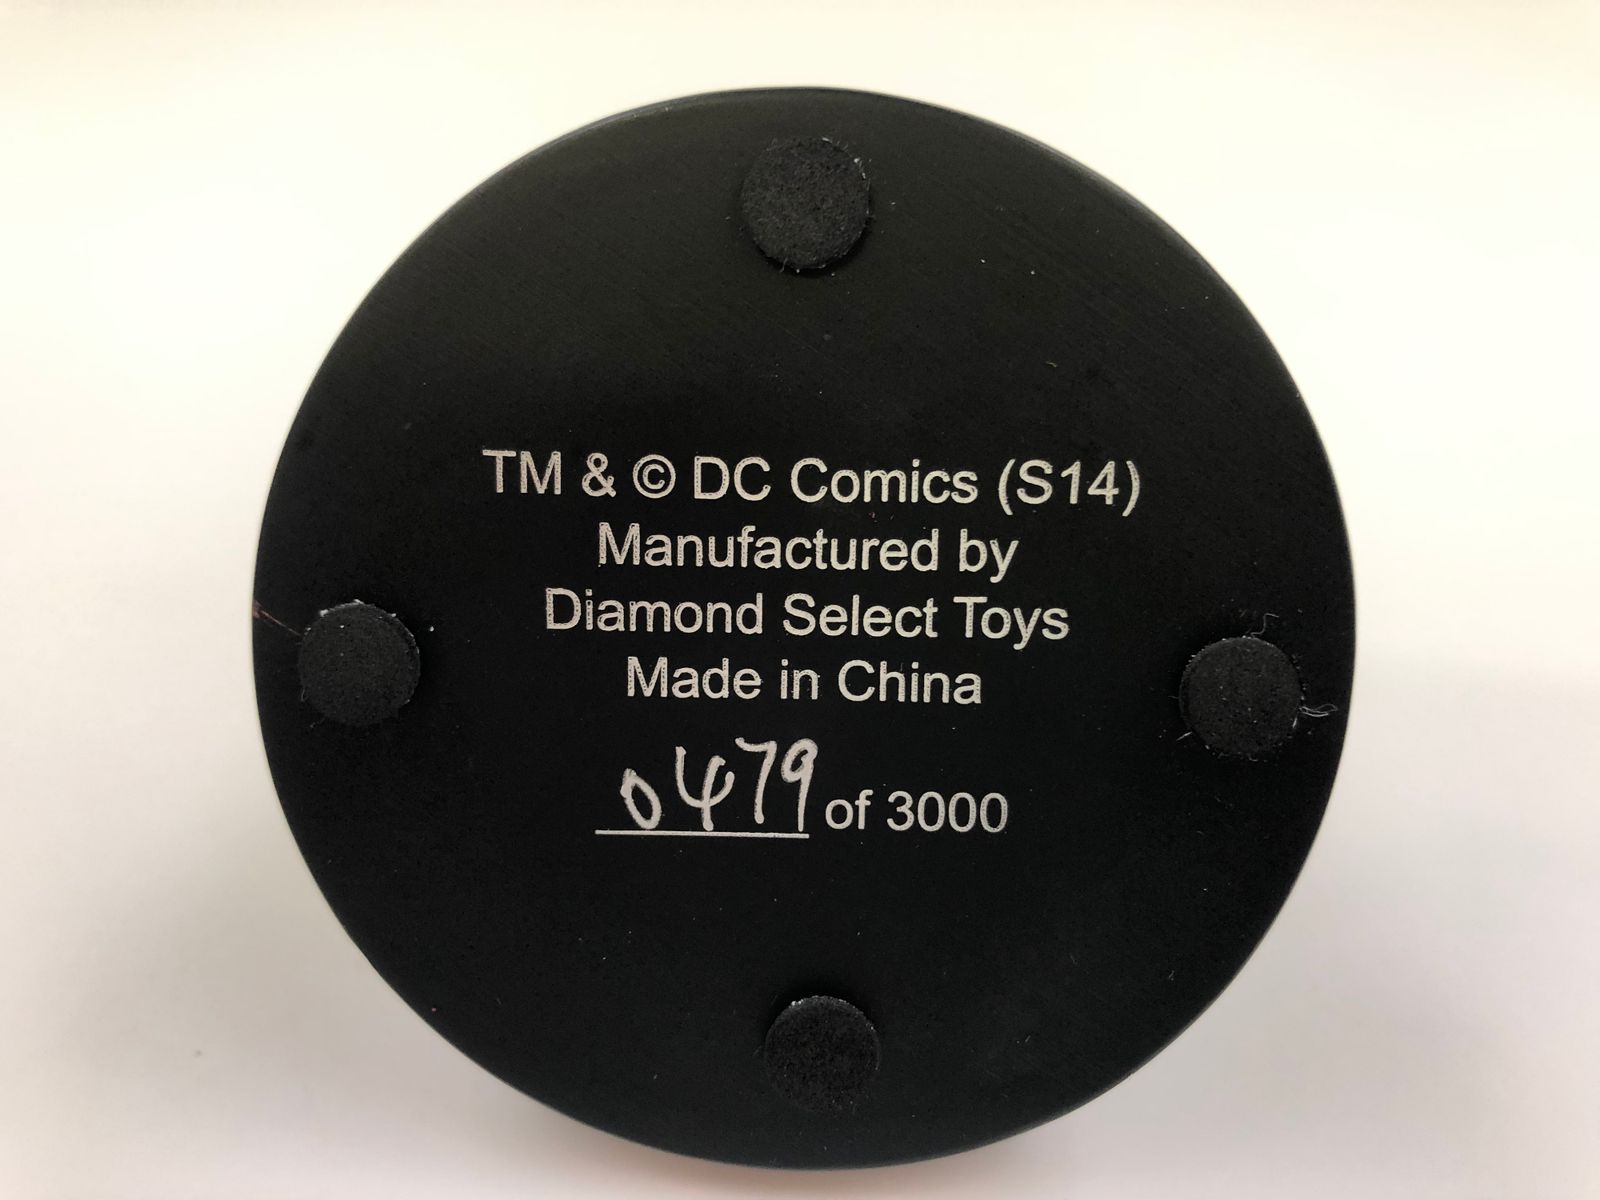 TM & © DC Comics (S14)
Manufactured by
Diamond Select Toys
Made in China
0479 of 3000